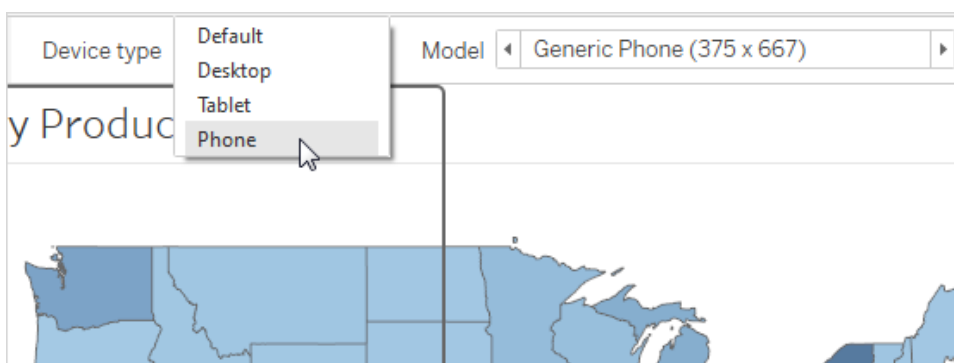 Device type
Default
Desktop
Tablet
Phone
Model
Generic Phone (375 x 667)
y Produc